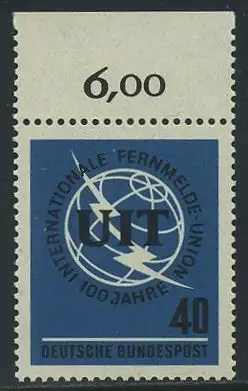 6,00
INTERNATIONALE FERNMELDE-UNION
UIT
100 JAHRE
40
DEUTSCHE BUNDESPOST